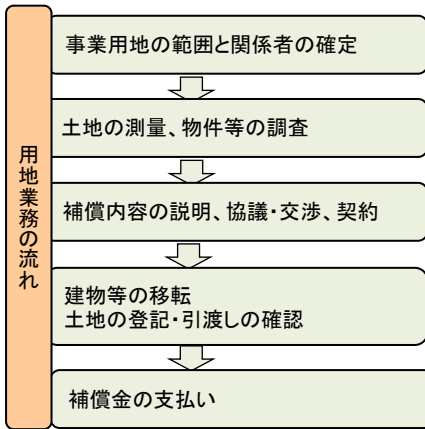 用地業務の流れ
事業用地の範囲と関係者の確定
土地の測量、物件等の調査
補償内容の説明、協議・交渉、契約
建物等の移転
土地の登記・引渡しの確認
補償金の支払い